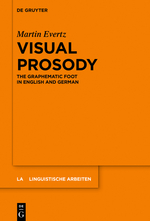 DE GRUYTER
Martin Evertz
VISUAL
PROSODY
THE GRAPHEMATIC FOOT
IN ENGLISH AND GERMAN
LA LINGUISTISCHE ARBEITEN